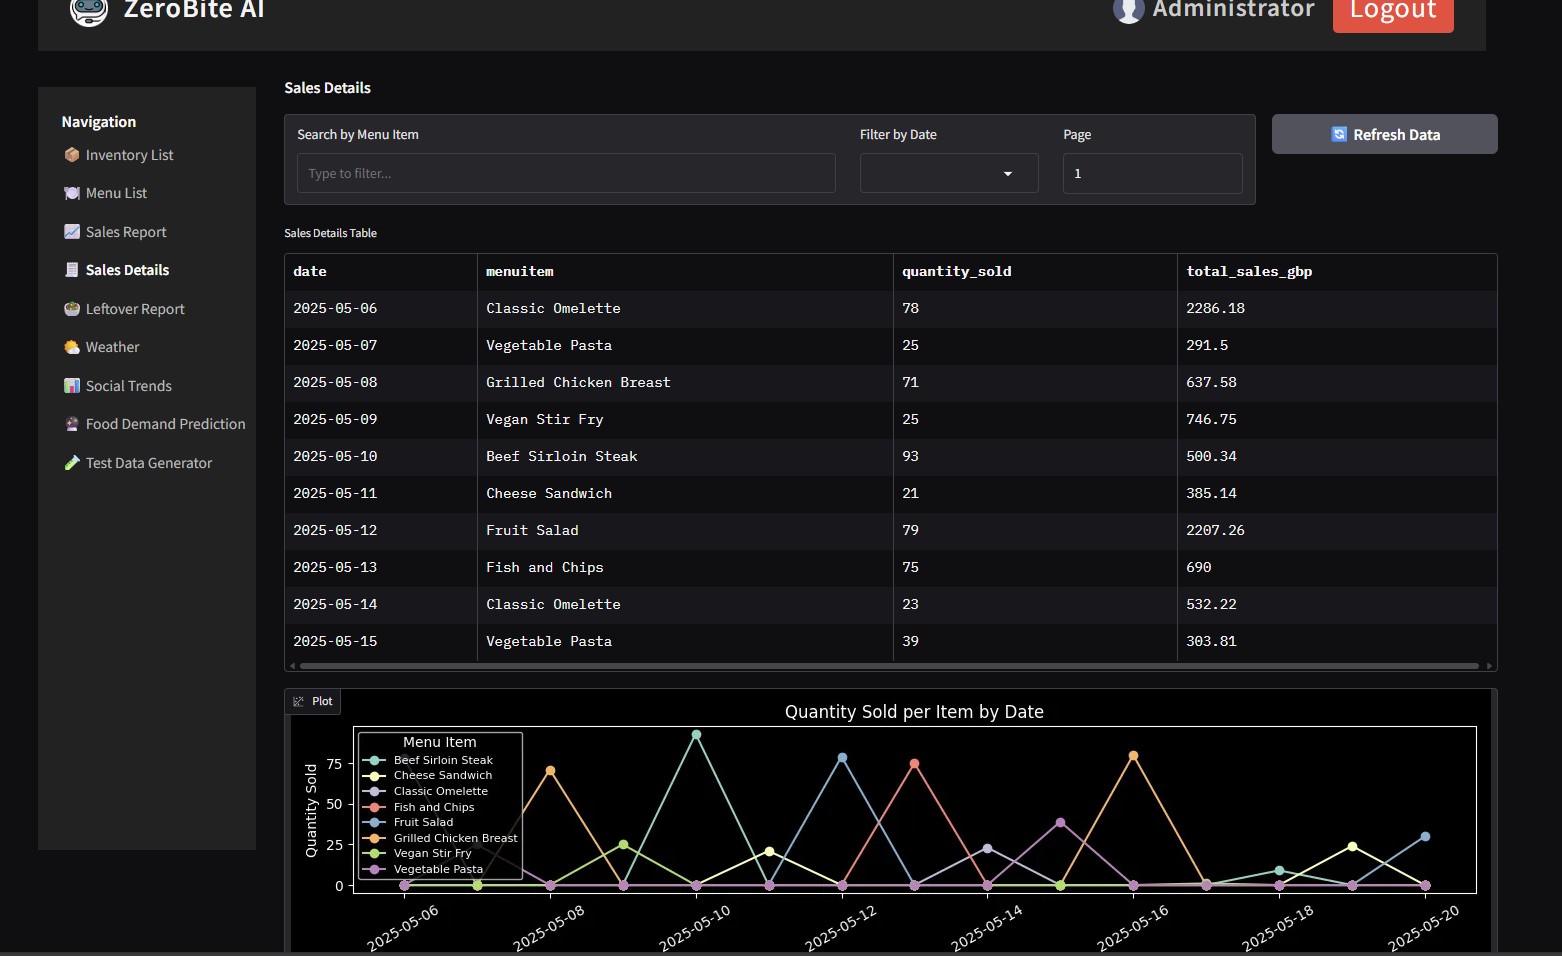 ZeroBite AI
Administrator
Logout
Navigation
Inventory List
Menu List
Sales Report
Sales Details
Leftover Report
Weather
Social Trends
Food Demand Prediction
Test Data Generator
Sales Details
Search by Menu Item
Type to filter...
Filter by Date
Page
1
Refresh Data
Sales Details Table
date menuitem quantity_sold total_sales_gbp
2025-05-06 Classic Omelette 78 2286.18
2025-05-07 Vegetable Pasta 25 291.5
2025-05-08 Grilled Chicken Breast 71 637.58
2025-05-09 Vegan Stir Fry 25 746.75
2025-05-10 Beef Sirloin Steak 93 500.34
2025-05-11 Cheese Sandwich 21 385.14
2025-05-12 Fruit Salad 79 2207.26
2025-05-13 Fish and Chips 75 690
2025-05-14 Classic Omelette 23 532.22
2025-05-15 Vegetable Pasta 39 303.81
Plot
Quantity Sold per Item by Date
Quantity Sold
75
50
25
0
Menu Item
Beef Sirloin Steak
Cheese Sandwich
Classic Omelette
Fish and Chips
Fruit Salad
Grilled Chicken Breast
Vegan Stir Fry
Vegetable Pasta
2025-05-06 2025-05-08 2025-05-10 2025-05-12 2025-05-14 2025-05-16 2025-05-18 2025-05-20